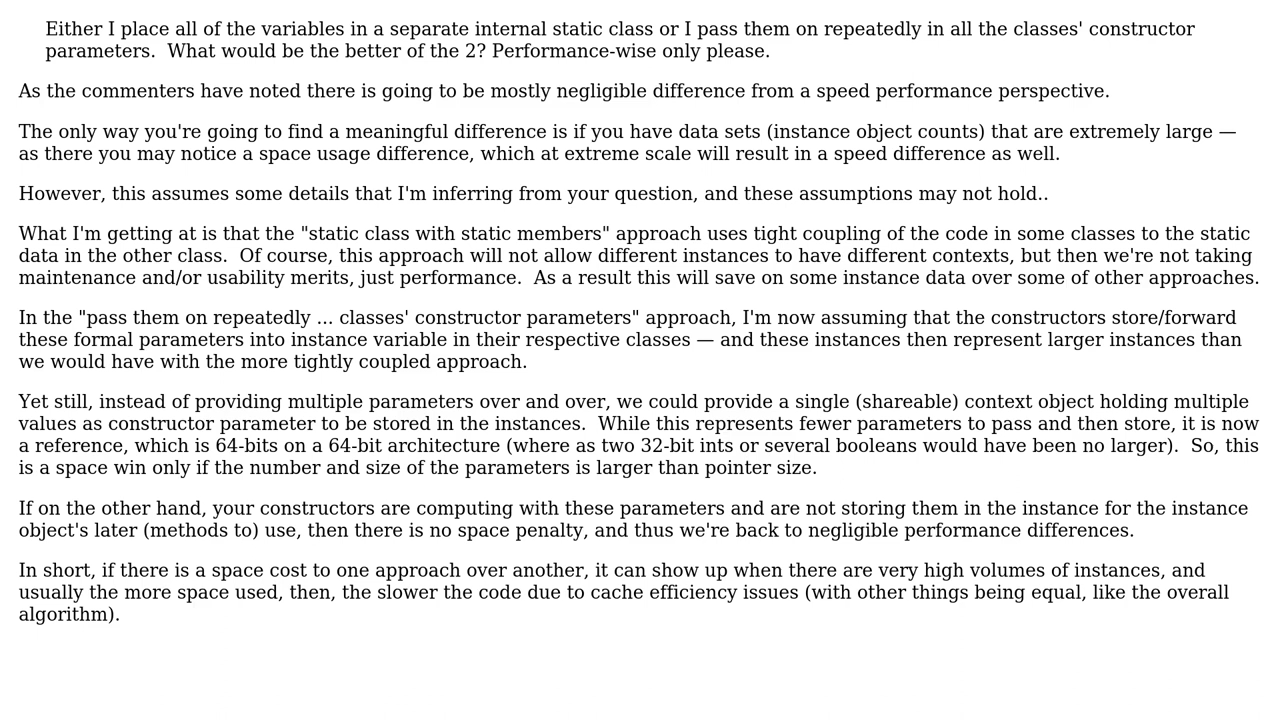 Either I place all of the variables in a separate internal static class or I pass them on repeatedly in all the classes' constructor
parameters.  What would be the better of the 2? Performance-wise only please.
As the commenters have noted there is going to be mostly negligible difference from a speed performance perspective.
The only way you're going to find a meaningful difference is if you have data sets (instance object counts) that are extremely large —
as there you may notice a space usage difference, which at extreme scale will result in a speed difference as well.
However, this assumes some details that I'm inferring from your question, and these assumptions may not hold..
What I'm getting at is that the "static class with static members" approach uses tight coupling of the code in some classes to the static
data in the other class.  Of course, this approach will not allow different instances to have different contexts, but then we're not taking
maintenance and/or usability merits, just performance.  As a result this will save on some instance data over some of other approaches.
In the "pass them on repeatedly ... classes' constructor parameters" approach, I'm now assuming that the constructors store/forward
these formal parameters into instance variable in their respective classes — and these instances then represent larger instances than
we would have with the more tightly coupled approach.
Yet still, instead of providing multiple parameters over and over, we could provide a single (shareable) context object holding multiple
values as constructor parameter to be stored in the instances.  While this represents fewer parameters to pass and then store, it is now
a reference, which is 64-bits on a 64-bit architecture (where as two 32-bit ints or several booleans would have been no larger).  So, this
is a space win only if the number and size of the parameters is larger than pointer size.
If on the other hand, your constructors are computing with these parameters and are not storing them in the instance for the instance
object's later (methods to) use, then there is no space penalty, and thus we're back to negligible performance differences.
In short, if there is a space cost to one approach over another, it can show up when there are very high volumes of instances, and
usually the more space used, then, the slower the code due to cache efficiency issues (with other things being equal, like the overall
algorithm).